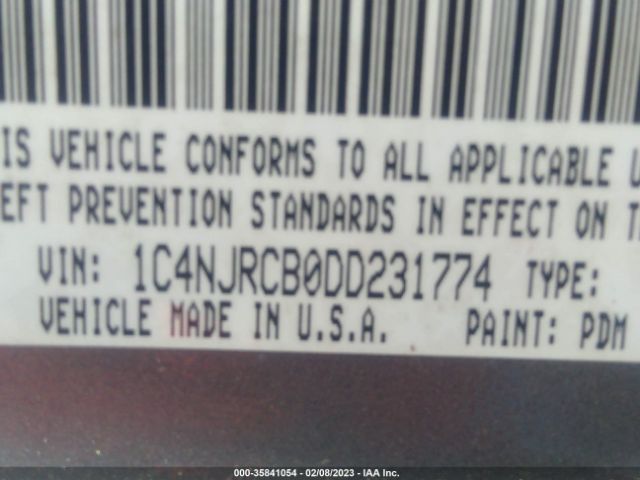 IS VEHICLE CONFORMS TO ALL APPLICABLE U
EFT PREVENTION STANDARDS IN EFFECT ON T
VIN: 1C4NJRCB0DD231774 TYPE:
VEHICLE MADE IN U.S.A. PAINT: PDM
000-35841054 - 02/08/2023 - IAA Inc.